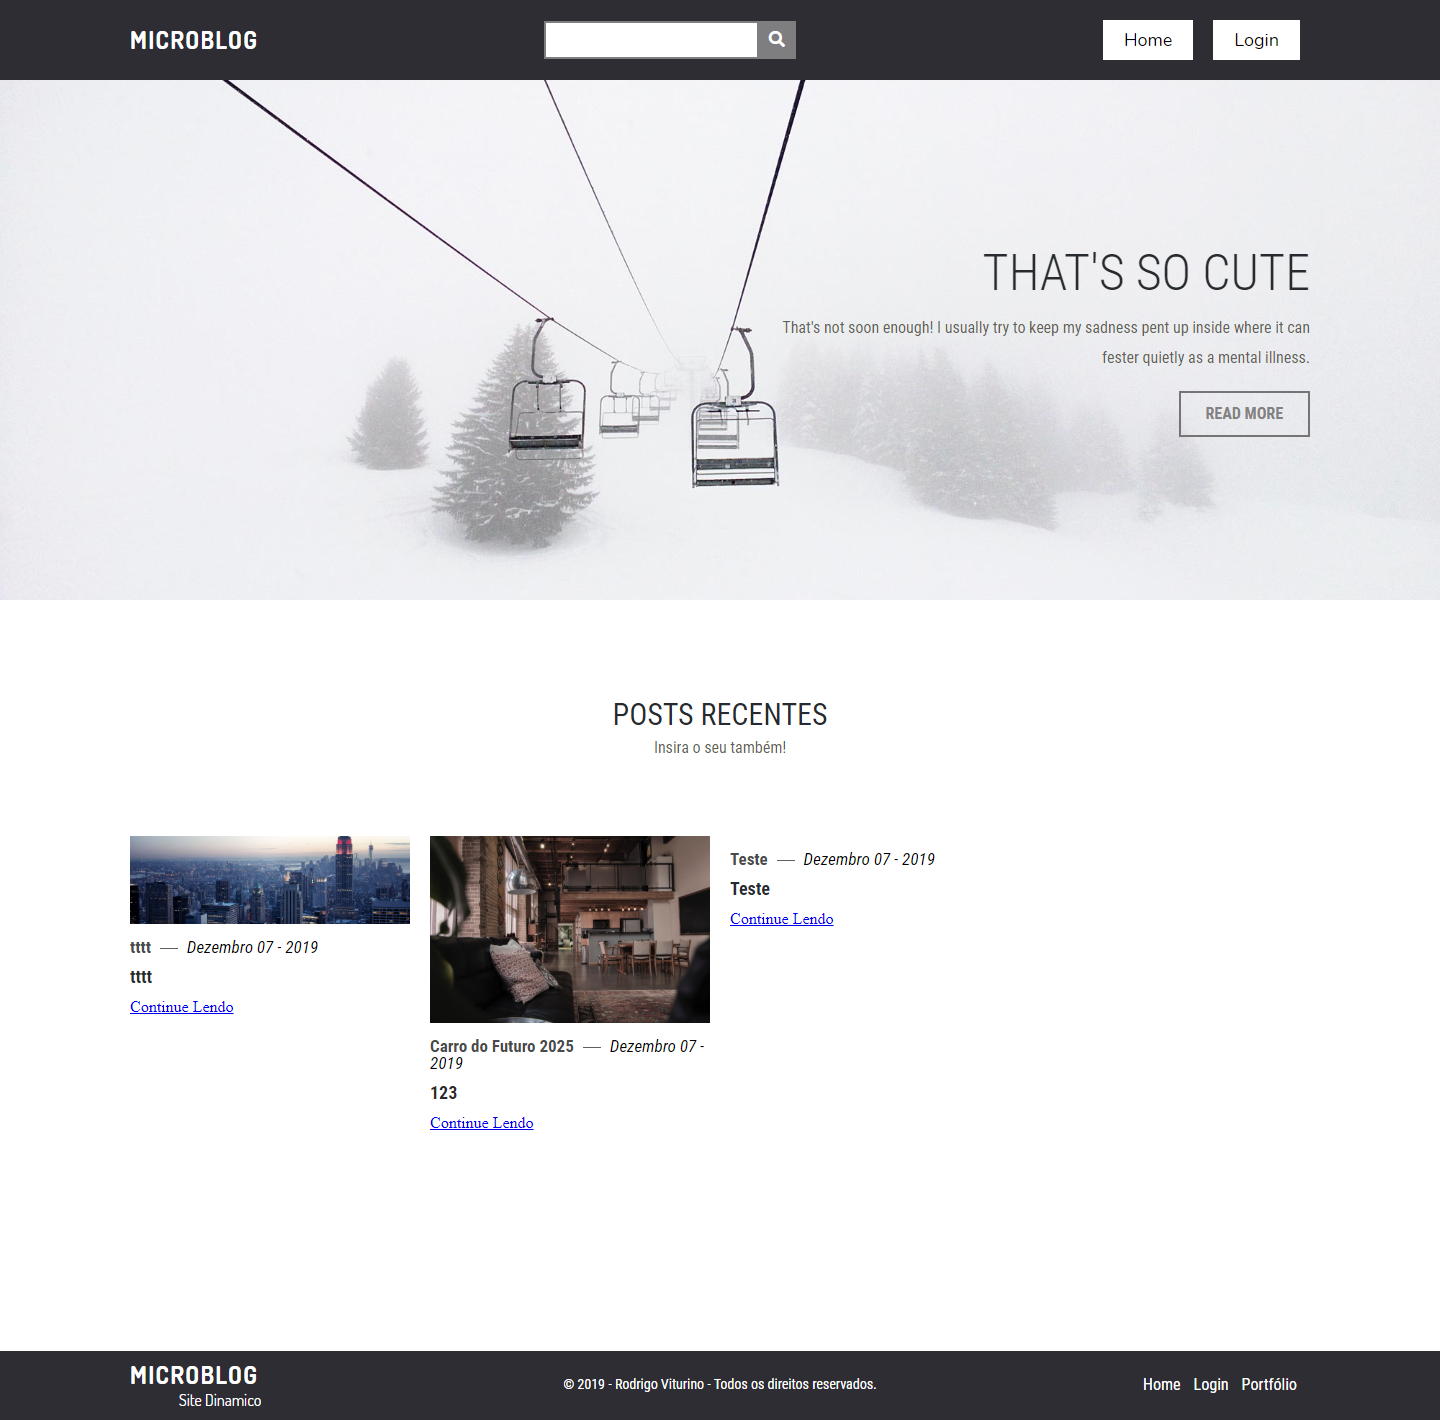 MICROBLOG
Home
Login
THAT'S SO CUTE
That's not soon enough! I usually try to keep my sadness pent up inside where it can
fester quietly as a mental illness.
READ MORE
POSTS RECENTES
Insira o seu também!
tttt — Dezembro 07 - 2019
tttt
Continue Lendo
Carro do Futuro 2025 — Dezembro 07 -
2019
123
Continue Lendo
Teste — Dezembro 07 - 2019
Teste
Continue Lendo
MICROBLOG
Site Dinamico
© 2019 - Rodrigo Viturino - Todos os direitos reservados.
Home Login Portfólio